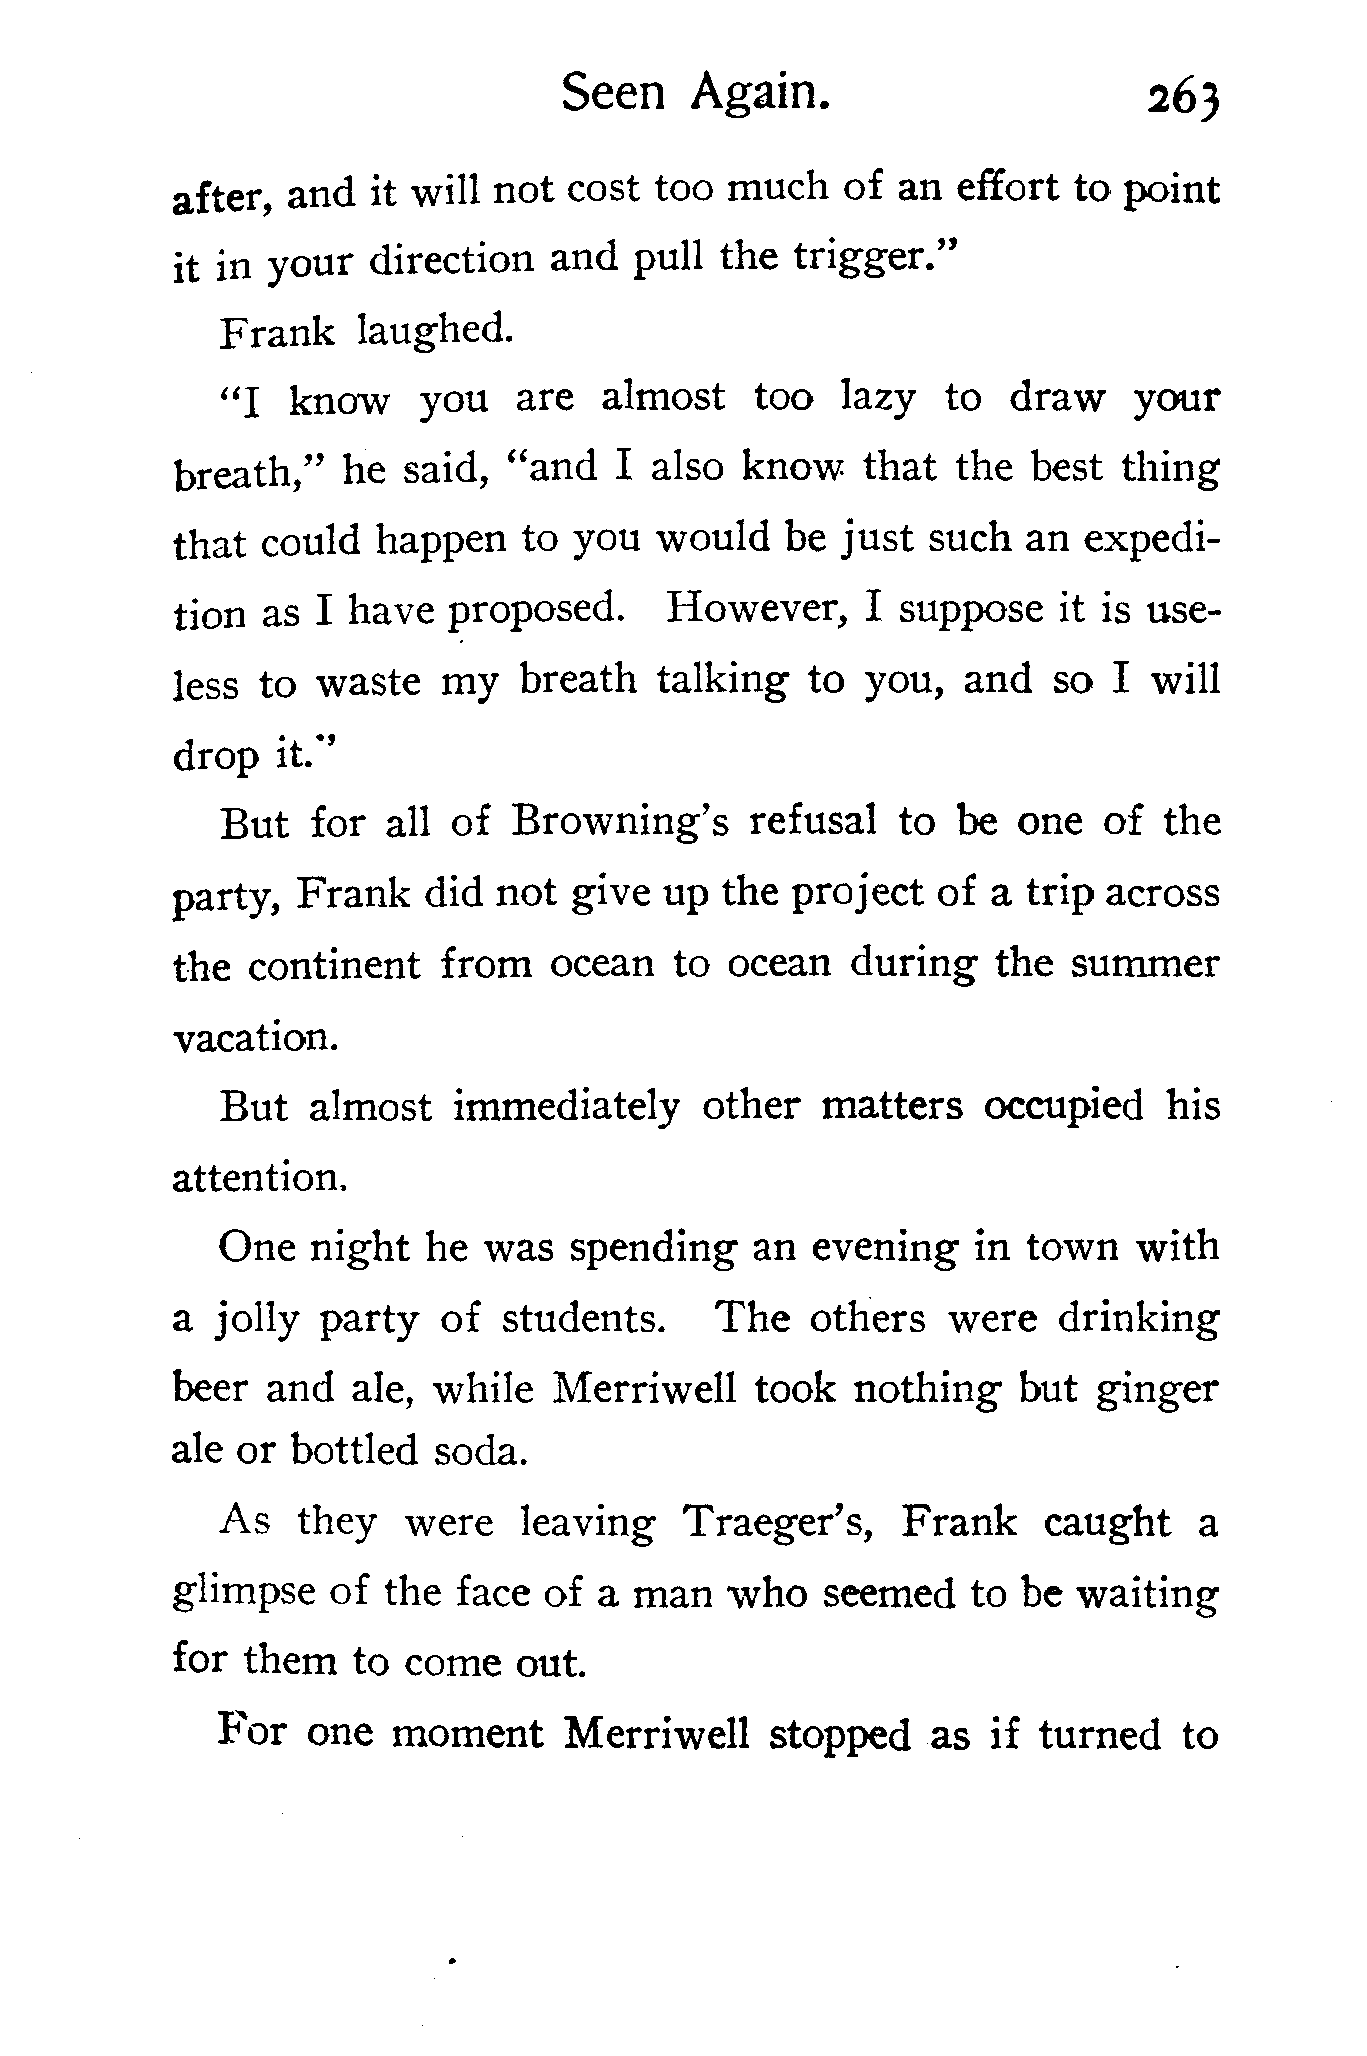 Seen Again. 263
after, and it will not cost too much of an effort to point
it in your direction and pull the trigger.”
Frank laughed.
“I know you are almost too lazy to draw your
breath,” he said, “and I also know that the best thing
that could happen to you would be just such an expedi-
tion as I have proposed. However, I suppose it is use-
less to waste my breath talking to you, and so I will
drop it.”
But for all of Browning’s refusal to be one of the
party, Frank did not give up the project of a trip across
the continent from ocean to ocean during the summer
vacation.
But almost immediately other matters occupied his
attention.
One night he was spending an evening in town with
a jolly party of students. The others were drinking
beer and ale, while Merriwell took nothing but ginger
ale or bottled soda.
As they were leaving Traeger’s, Frank caught a
glimpse of the face of a man who seemed to be waiting
for them to come out.
For one moment Merriwell stopped as if turned to